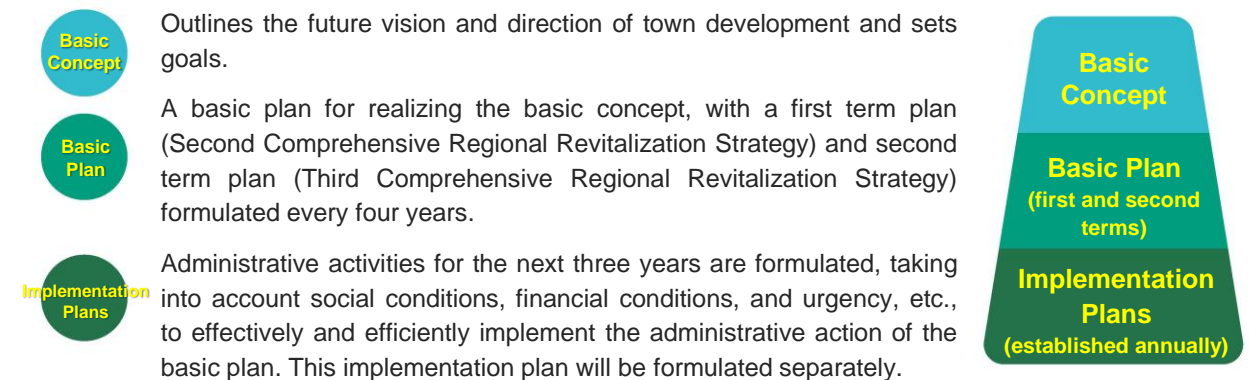 Basic
Concept
Outlines the future vision and direction of town development and sets
goals.
Basic
Plan
A basic plan for realizing the basic concept, with a first term plan
(Second Comprehensive Regional Revitalization Strategy) and second
term plan (Third Comprehensive Regional Revitalization Strategy)
formulated every four years.
Implementation
Plans
Administrative activities for the next three years are formulated, taking
into account social conditions, financial conditions, and urgency, etc.,
to effectively and efficiently implement the administrative action of the
basic plan. This implementation plan will be formulated separately.
Basic
Concept
Basic Plan
(first and second
terms)
Implementation
Plans
(established annually)